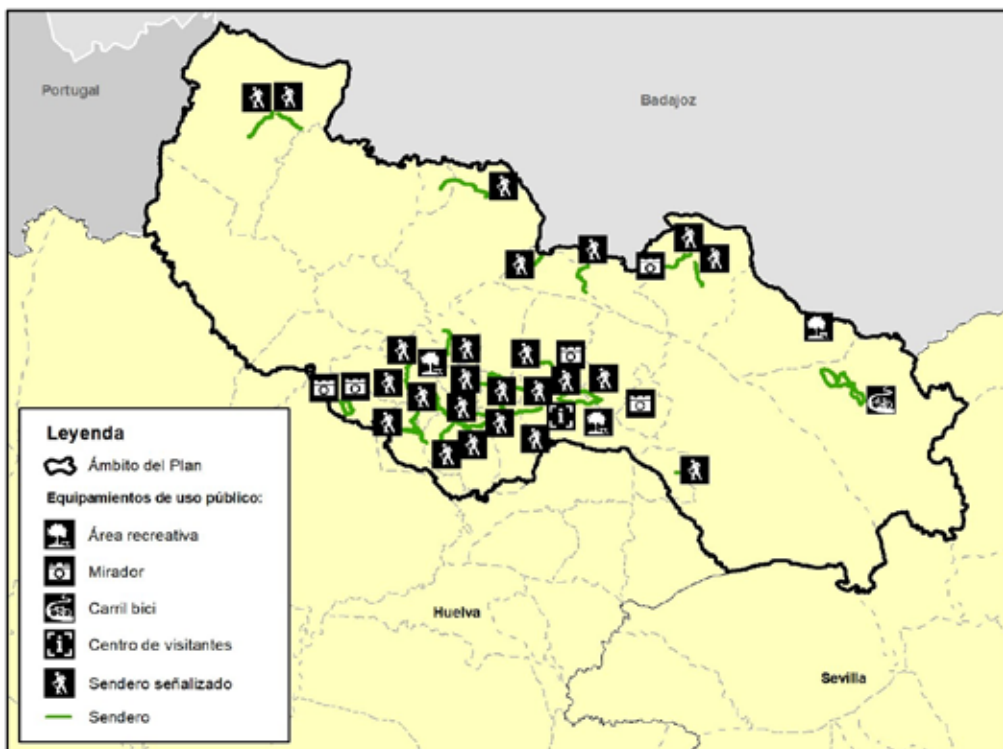 Portugal
Badajoz
Leyenda
Ámbito del Plan
Equipamientos de uso público:
Área recreativa
Mirador
Carril bici
Centro de visitantes
Sendero señalizado
Sendero
Huelva
Sevilla